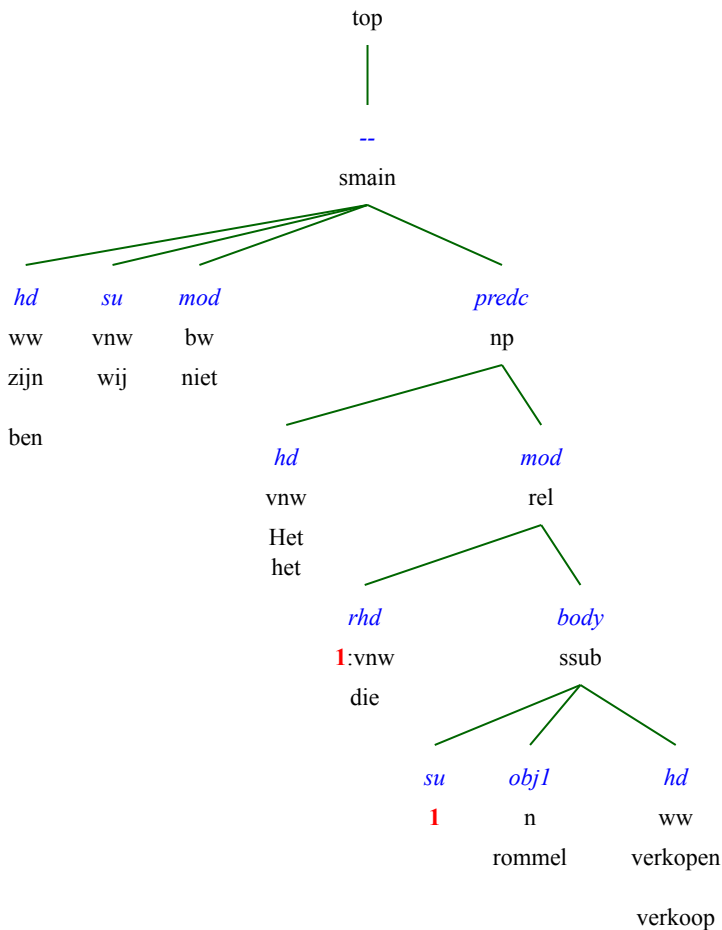 top
--
smain
hd su mod predc
ww vnw bw np
zijn wij niet
ben
hd mod
vnw rel
Het
het
rhd body
1:vnw ssub
die
su obj1 hd
1 n ww
rommel verkopen
verkoop